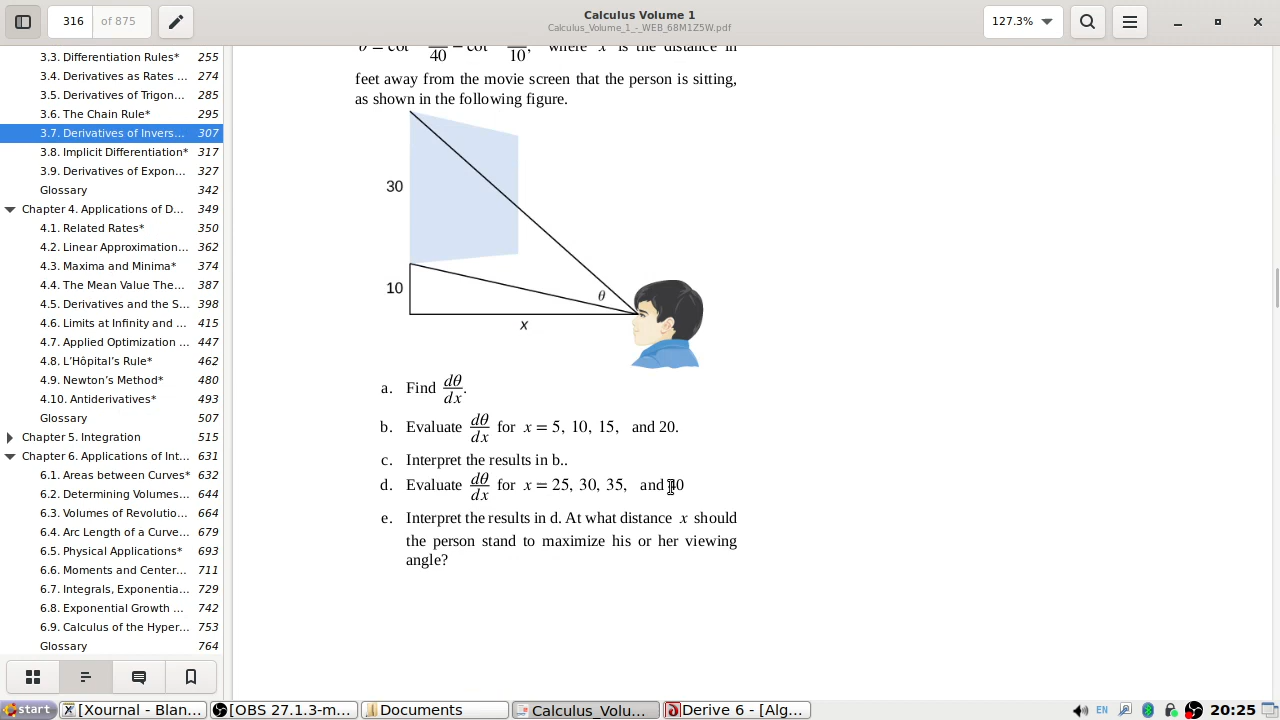 316 of 875
Calculus Volume 1
Calculus_Volume_1_-_WEB_68M1Z5W.pdf
127.3%
3.3. Differentiation Rules* 255
3.4. Derivatives as Rates ... 274
3.5. Derivatives of Trigon... 285
3.6. The Chain Rule* 295
3.7. Derivatives of Invers... 307
3.8. Implicit Differentiation* 317
3.9. Derivatives of Expon... 327
Glossary 342
Chapter 4. Applications of D... 349
4.1. Related Rates* 350
4.2. Linear Approximation... 362
4.3. Maxima and Minima* 374
4.4. The Mean Value The... 387
4.5. Derivatives and the S... 398
4.6. Limits at Infinity and ... 415
4.7. Applied Optimization ... 447
4.8. L’Hôpital’s Rule* 462
4.9. Newton’s Method* 480
4.10. Antiderivatives* 493
Glossary 507
Chapter 5. Integration 515
Chapter 6. Applications of Int... 631
6.1. Areas between Curves* 632
6.2. Determining Volumes... 644
6.3. Volumes of Revolutio... 664
6.4. Arc Length of a Curve... 679
6.5. Physical Applications* 693
6.6. Moments and Center... 711
6.7. Integrals, Exponentia... 729
6.8. Exponential Growth ... 742
6.9. Calculus of the Hyper... 753
Glossary 764
40 10, where x is the distance in
feet away from the movie screen that the person is sitting,
as shown in the following figure.
30
10
θ
x
a. Find dθ/dx.
b. Evaluate dθ/dx for x = 5, 10, 15, and 20.
c. Interpret the results in b..
d. Evaluate dθ/dx for x = 25, 30, 35, and
e. Interpret the results in d. At what distance x should
the person stand to maximize his or her viewing
angle?
start
[Xournal - Blan...
[OBS 27.1.3-m...
Documents
Calculus_Volu...
Derive 6 - [Alg...
EN
20:25